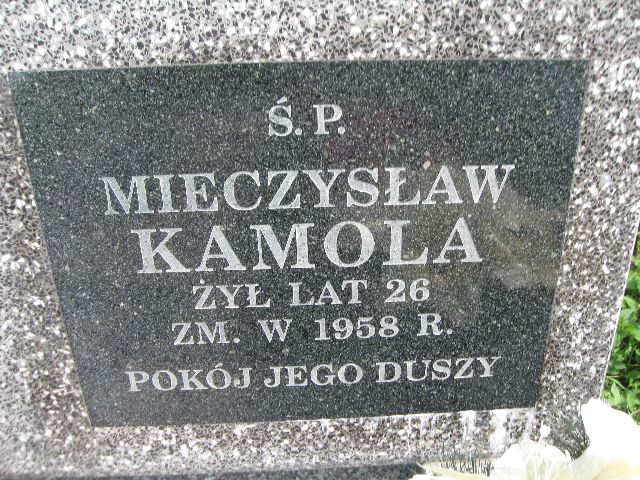 Ś.P.
MIECZYSŁAW
KAMOLA
ŻYŁ LAT 26
ZM. W 1958 R.
POKÓJ JEGO DUSZY